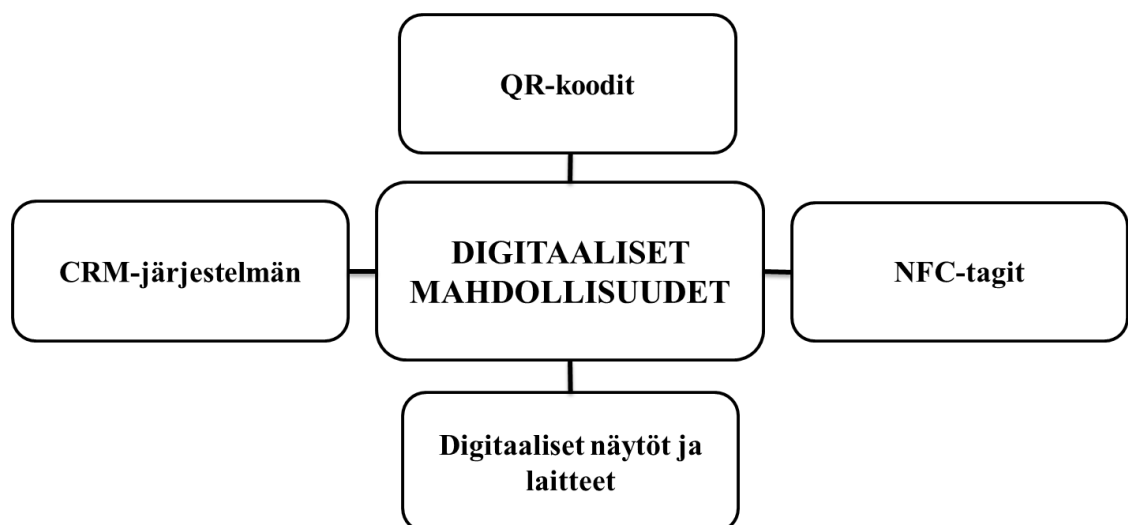 QR-koodit
CRM-järjestelmän
DIGITAALISET
MAHDOLLISUUDET
NFC-tagit
Digitaaliset näytöt ja
laitteet